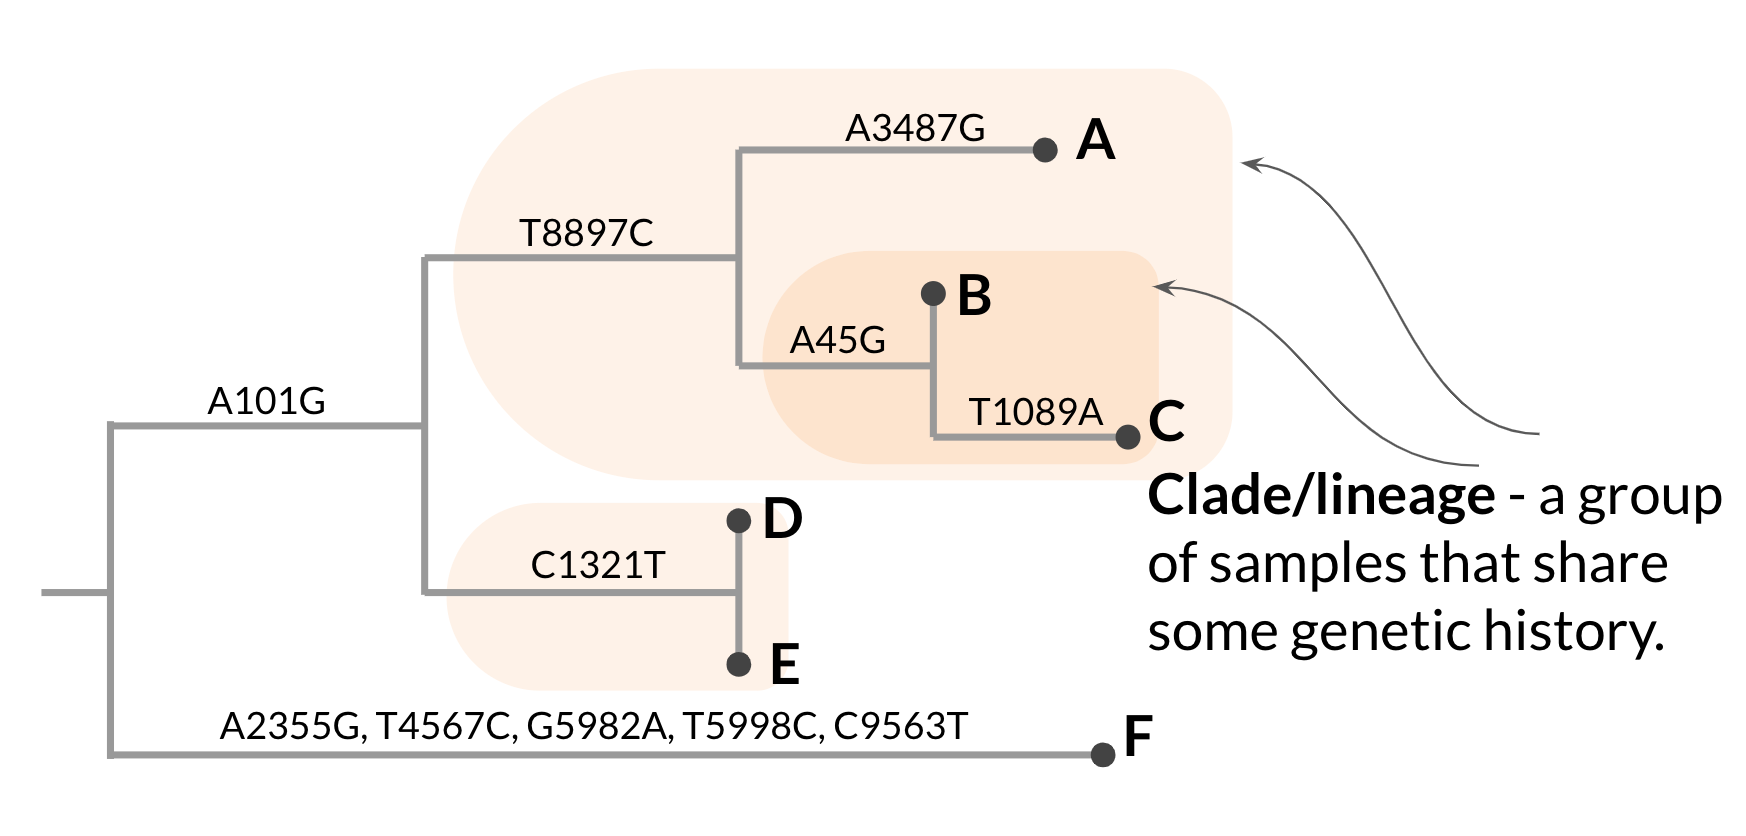 A3487G
A
T8897C
B
A45G
A101G
T1089A
C
Clade/lineage - a group
of samples that share
some genetic history.
D
C1321T
E
A2355G, T4567C, G5982A, T5998C, C9563T
F